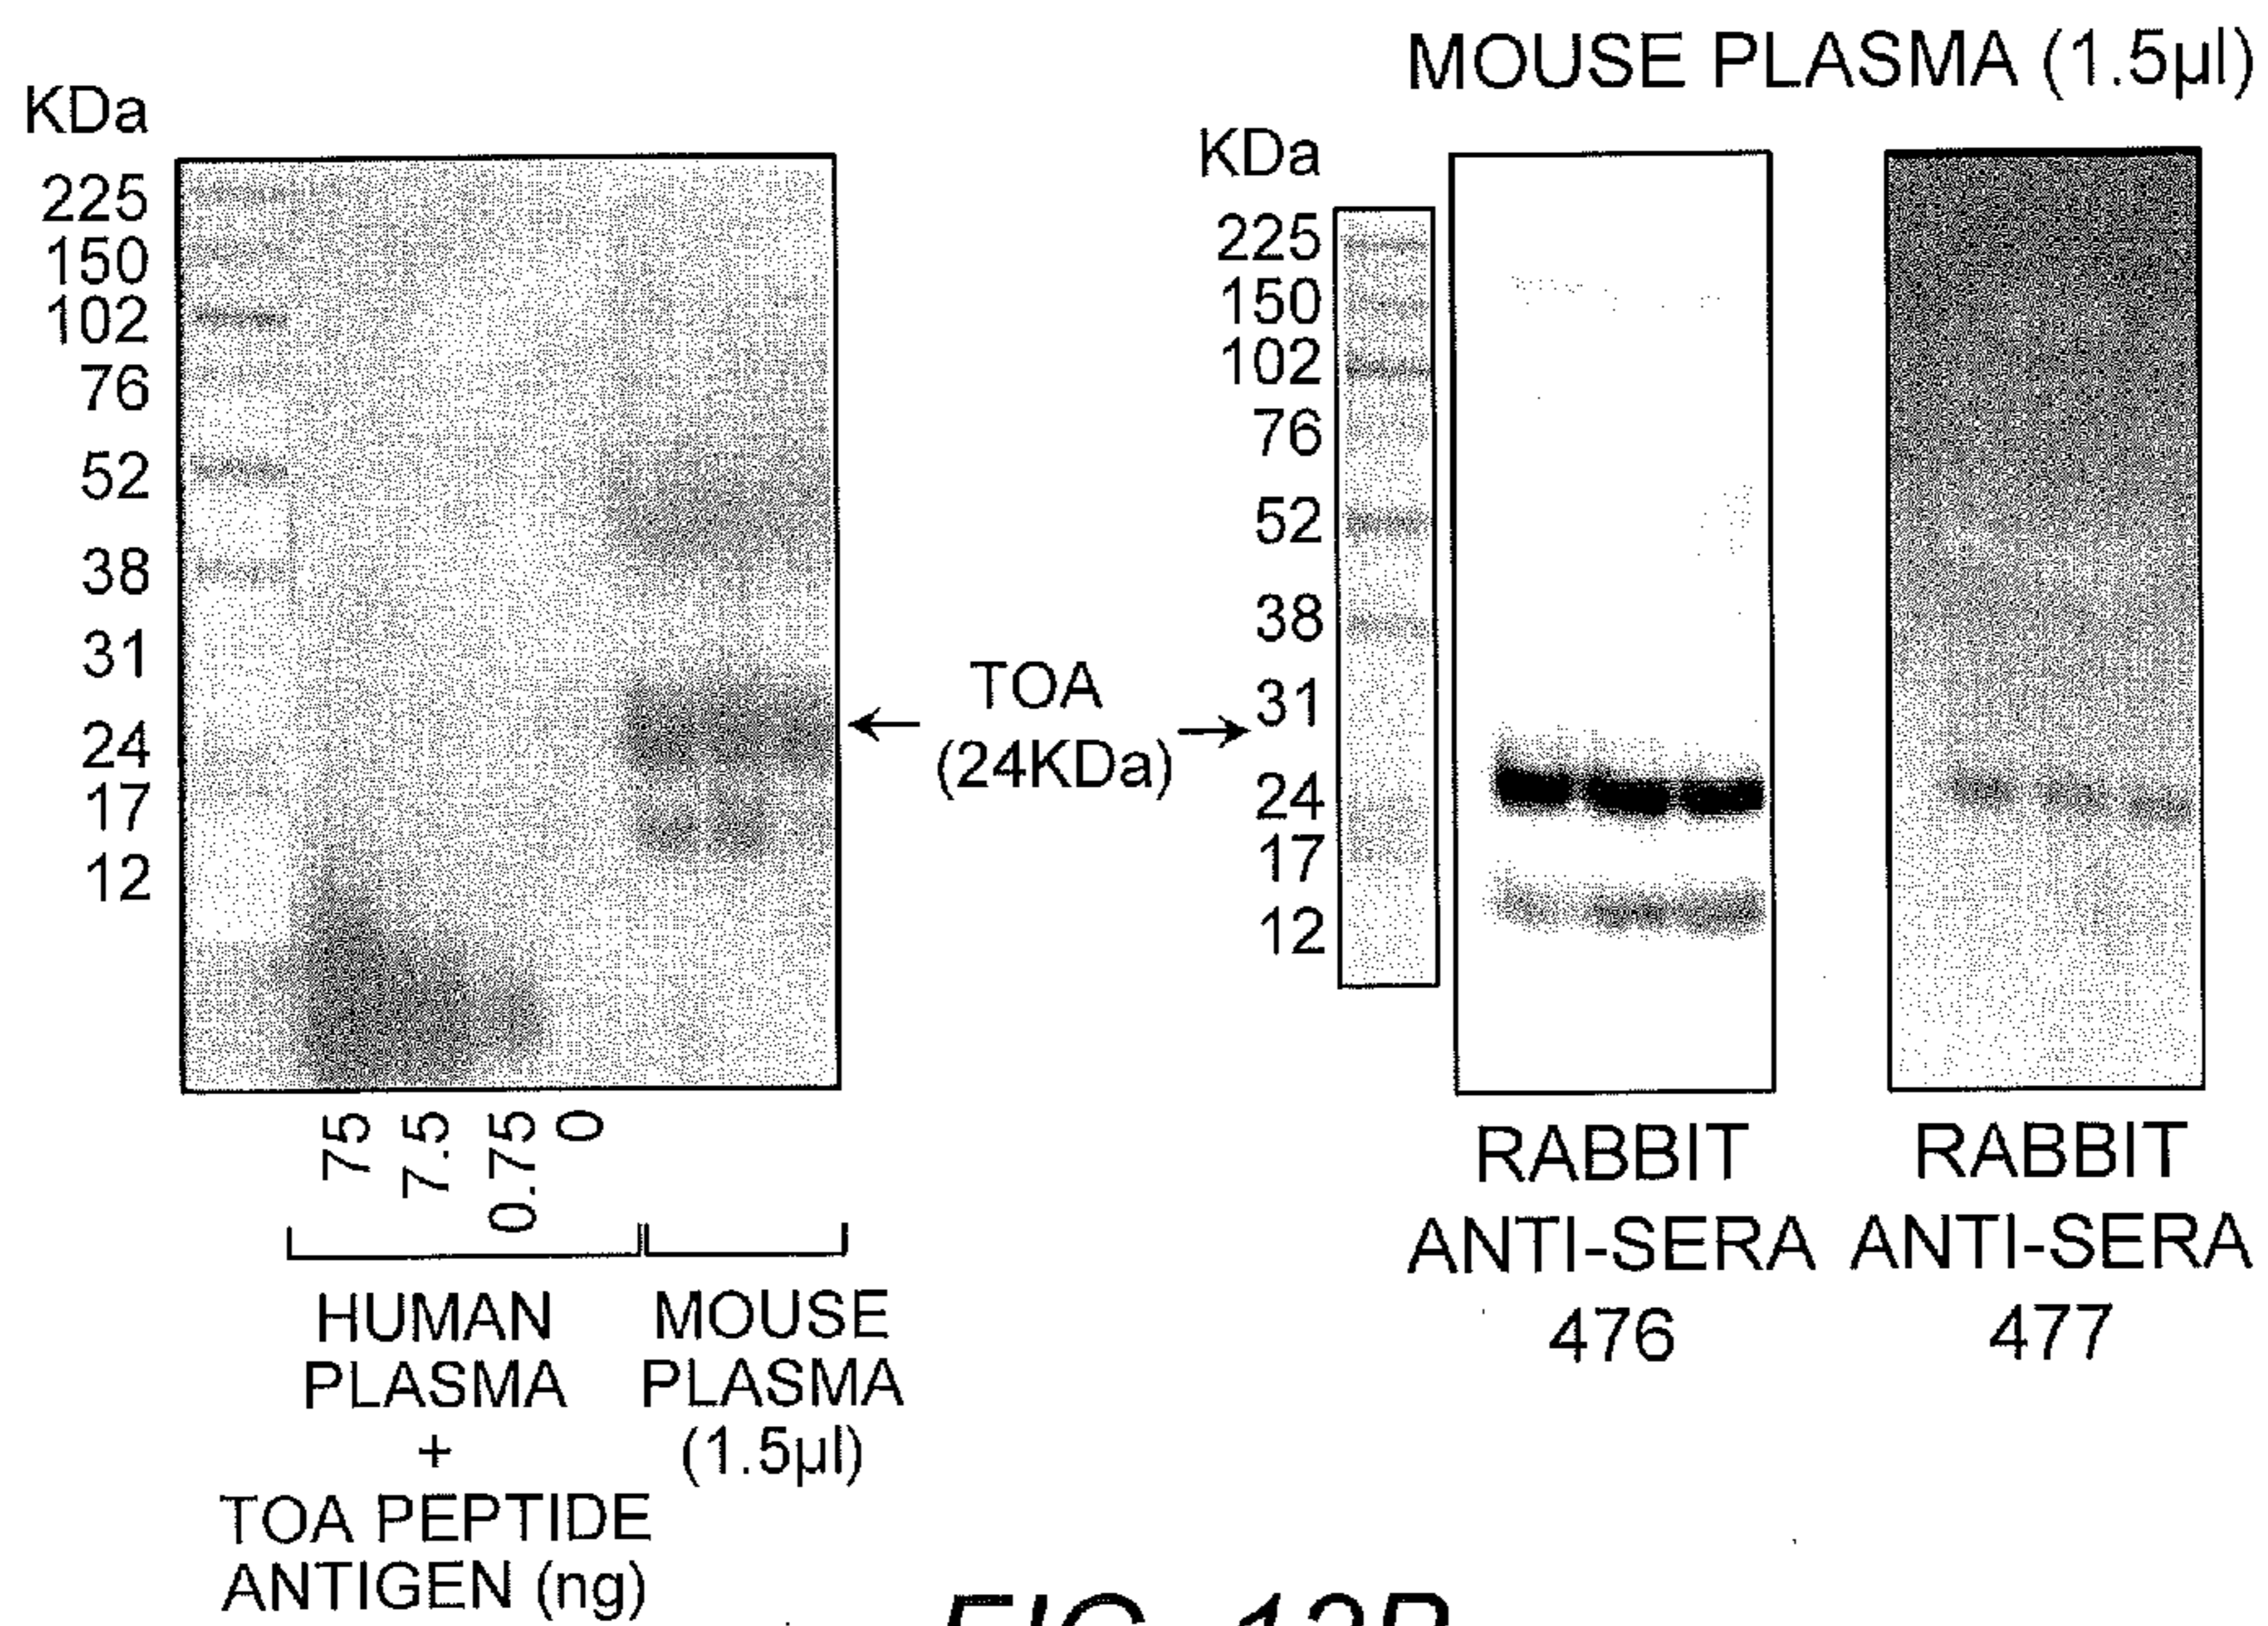 MOUSE PLASMA (1.5µl)
KDa
225
150
102
76
52
38
31
24
17
12
TOA
(24KDa)
KDa
225
150
102
76
52
38
31
24
17
12
75
7.5
0.75
0
HUMAN
PLASMA
+
TOA PEPTIDE
ANTIGEN (ng)
MOUSE
PLASMA
(1.5µl)
RABBIT
ANTI-SERA
476
RABBIT
ANTI-SERA
477